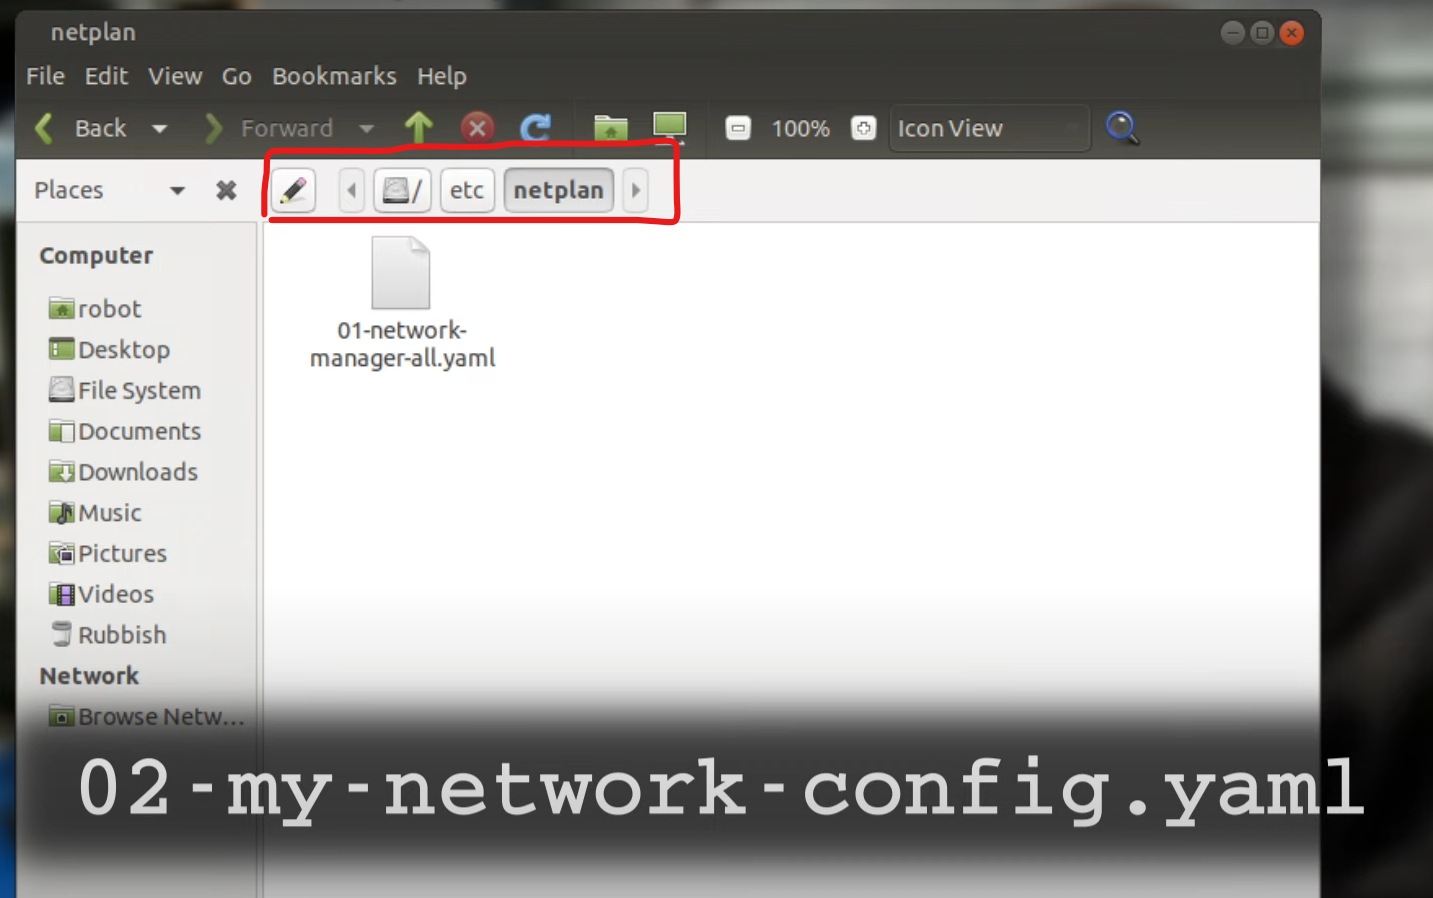 netplan
File Edit View Go Bookmarks Help
Back Forward 100% Icon View
Places / etc netplan
Computer
robot
Desktop
File System
Documents
Downloads
Music
Pictures
Videos
Rubbish
Network
Browse Netw...
01-network-
manager-all.yaml
02-my-network-config.yaml